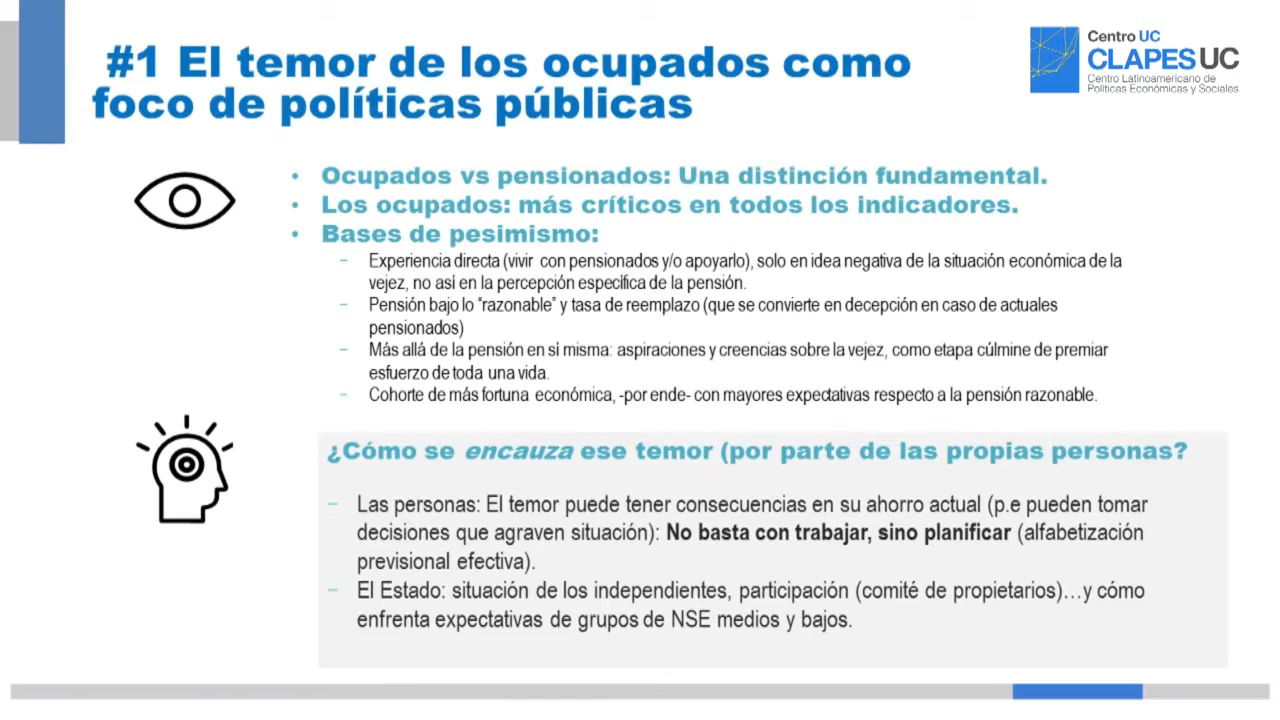 #1 El temor de los ocupados como
foco de políticas públicas
Centro UC
CLAPES UC
Centro Latinoamericano de
Políticas Económicas y Sociales
• Ocupados vs pensionados: Una distinción fundamental.
• Los ocupados: más críticos en todos los indicadores.
• Bases de pesimismo:
– Experiencia directa (vivir con pensionados y/o apoyarlo), solo en idea negativa de la situación económica de la
vejez, no así en la percepción específica de la pensión.
– Pensión bajo lo "razonable" y tasa de reemplazo (que se convierte en decepción en caso de actuales
pensionados)
– Más allá de la pensión en sí misma: aspiraciones y creencias sobre la vejez, como etapa cúlmine de premiar
esfuerzo de toda una vida.
– Cohorte de más fortuna económica, -por ende- con mayores expectativas respecto a la pensión razonable.
¿Cómo se encauza ese temor (por parte de las propias personas?
– Las personas: El temor puede tener consecuencias en su ahorro actual (p.e pueden tomar
decisiones que agraven situación): No basta con trabajar, sino planificar (alfabetización
previsional efectiva).
– El Estado: situación de los independientes, participación (comité de propietarios)…y cómo
enfrenta expectativas de grupos de NSE medios y bajos.